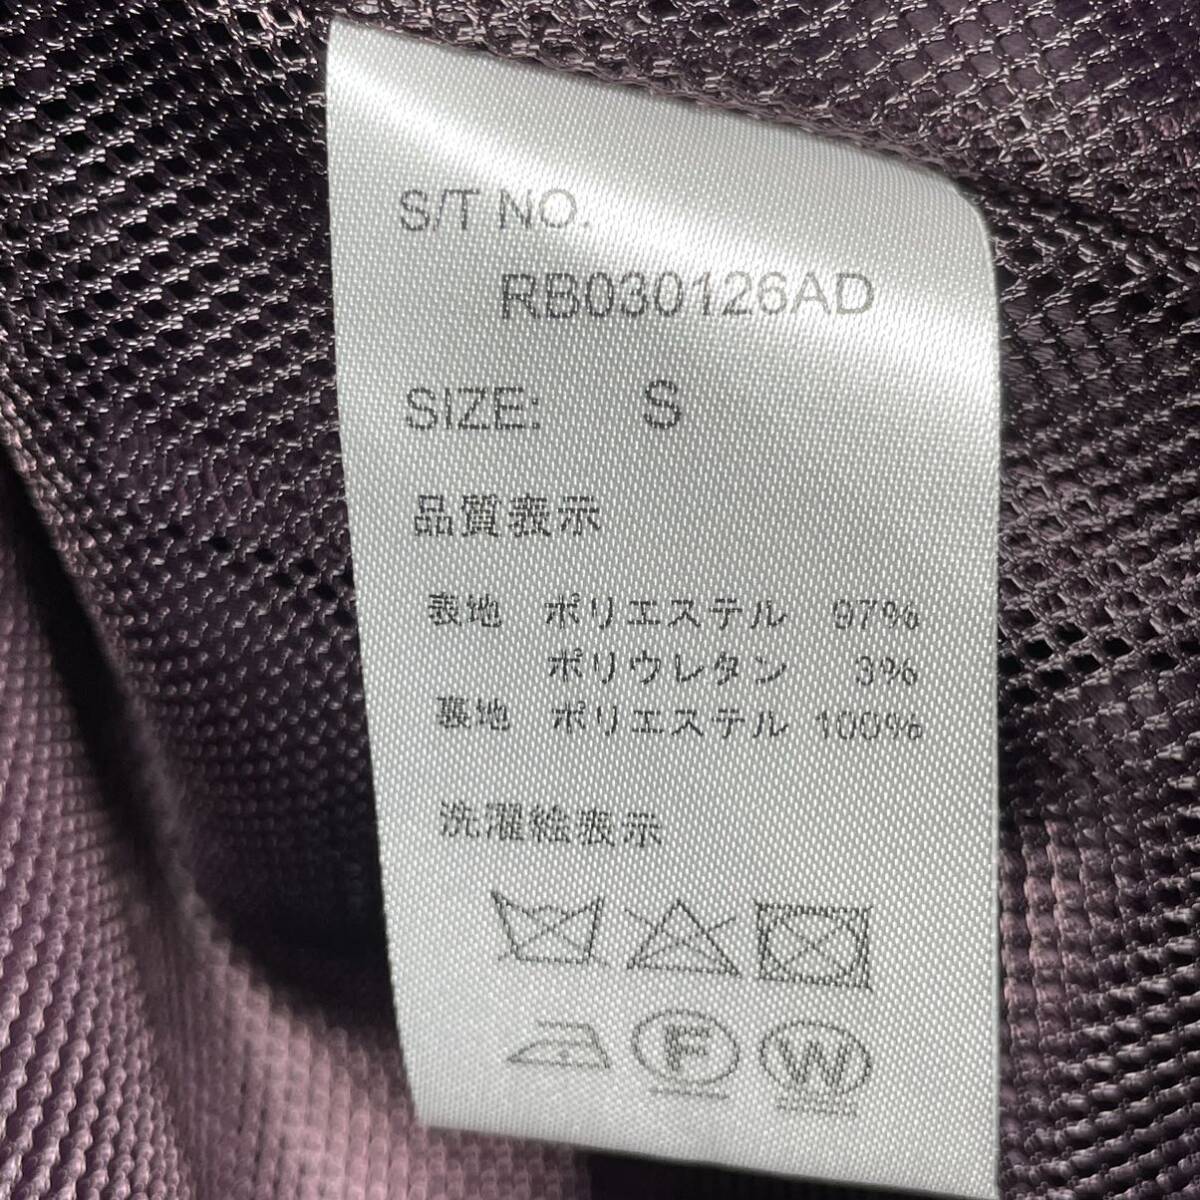 S/T NO.
RB030126AD
SIZE: S
品質表示
表地 ポリエステル 97%
ポリウレタン 3%
裏地 ポリエステル 100%
洗濯絵表示
F W